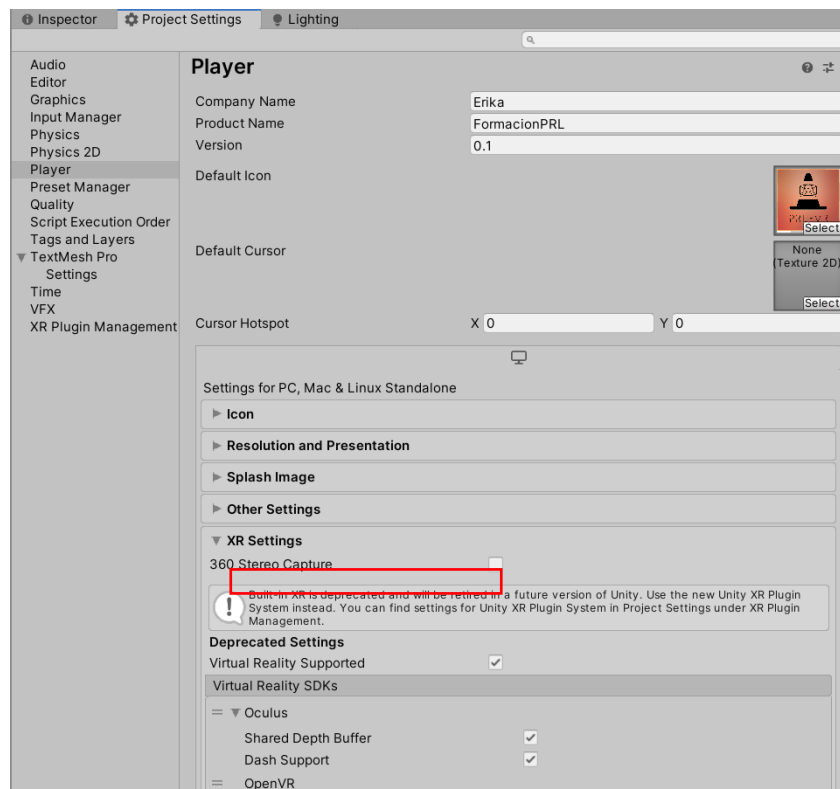 Inspector Project Settings Lighting
Audio
Editor
Graphics
Input Manager
Physics
Physics 2D
Player
Preset Manager
Quality
Script Execution Order
Tags and Layers
TextMesh Pro
Settings
Time
VFX
XR Plugin Management
Player
Company Name Erika
Product Name FormacionPRL
Version 0.1
Default Icon
Select
Default Cursor
None
(Texture 2D)
Select
Cursor Hotspot X 0 Y 0
Settings for PC, Mac & Linux Standalone
Icon
Resolution and Presentation
Splash Image
Other Settings
XR Settings
360 Stereo Capture
Built-in XR is deprecated and will be retired in a future version of Unity. Use the new Unity XR Plugin
System instead. You can find settings for Unity XR Plugin System in Project Settings under XR Plugin
Management.
Deprecated Settings
Virtual Reality Supported
Virtual Reality SDKs
Oculus
Shared Depth Buffer
Dash Support
OpenVR